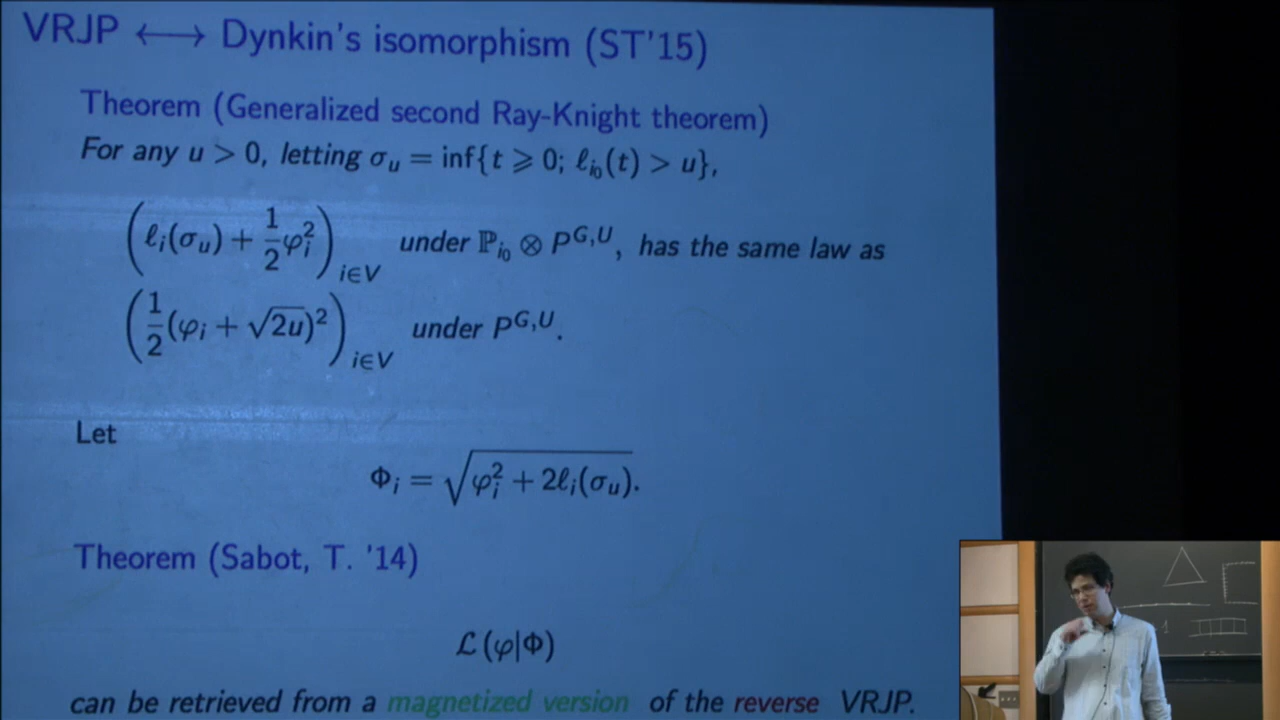 VRJP ⟷ Dynkin's isomorphism (ST'15)
Theorem (Generalized second Ray-Knight theorem)
For any u > 0, letting σ_u = inf{t ⩾ 0; ℓ_{i_0}(t) > u},
(ℓ_i(σ_u) + 1/2 φ_i^2)_{i∈V} under ℙ_{i_0} ⊗ P^{G,U}, has the same law as
(1/2 (φ_i + √2u)^2)_{i∈V} under P^{G,U}.
Let
Φ_i = √(φ_i^2 + 2ℓ_i(σ_u)).
Theorem (Sabot, T. '14)
ℒ(φ|Φ)
can be retrieved from a magnetized version of the reverse VRJP.